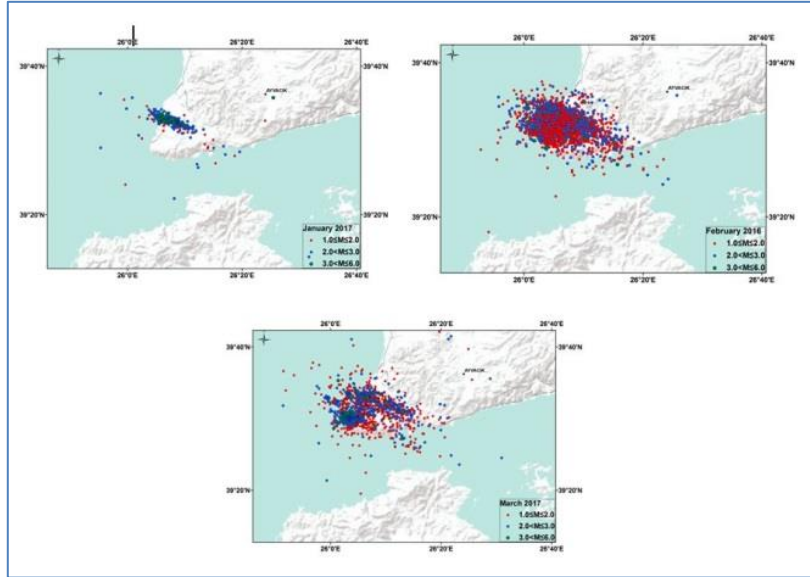 26°0'E 26°20'E 26°40'E
39°40'N
AYVACIK
39°20'N
January 2017
1.0≤M≤2.0
2.0<M≤3.0
3.0<M≤6.0
26°0'E 26°20'E 26°40'E
26°0'E 26°20'E 26°40'E
39°40'N
AYVACIK
39°20'N
February 2016
1.0≤M≤2.0
2.0<M≤3.0
3.0<M≤6.0
26°0'E 26°20'E 26°40'E
26°0'E 26°20'E 26°40'E
39°40'N 39°40'N
AYVACIK
39°20'N 39°20'N
March 2017
1.0≤M≤2.0
2.0<M≤3.0
3.0<M≤6.0
26°0'E 26°20'E 26°40'E